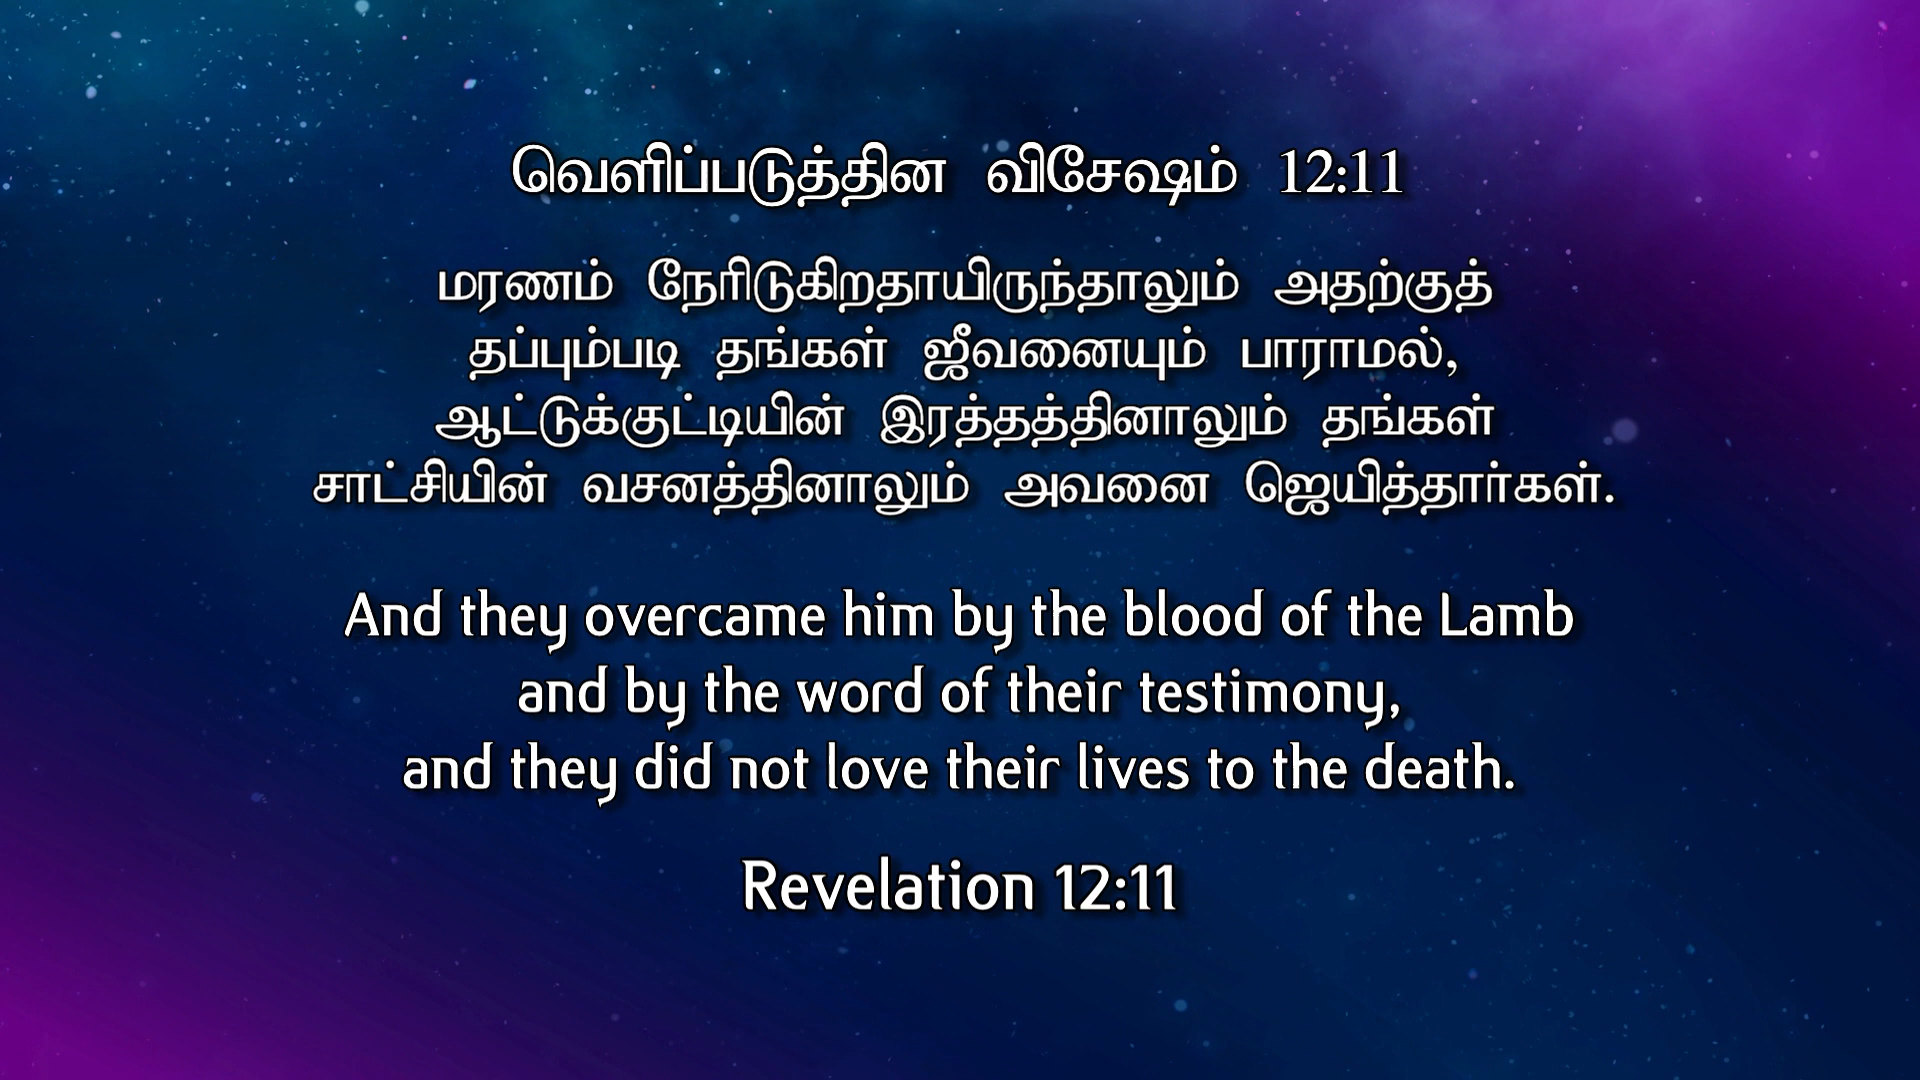 வெளிப்படுத்தின விசேஷம் 12:11
மரணம் நேரிடுகிறதாயிருந்தாலும் அதற்குத்
தப்பும்படி தங்கள் ஜீவனையும் பாராமல்,
ஆட்டுக்குட்டியின் இரத்தத்தினாலும் தங்கள்
சாட்சியின் வசனத்தினாலும் அவனை ஜெயித்தார்கள்.
And they overcame him by the blood of the Lamb
and by the word of their testimony,
and they did not love their lives to the death.
Revelation 12:11